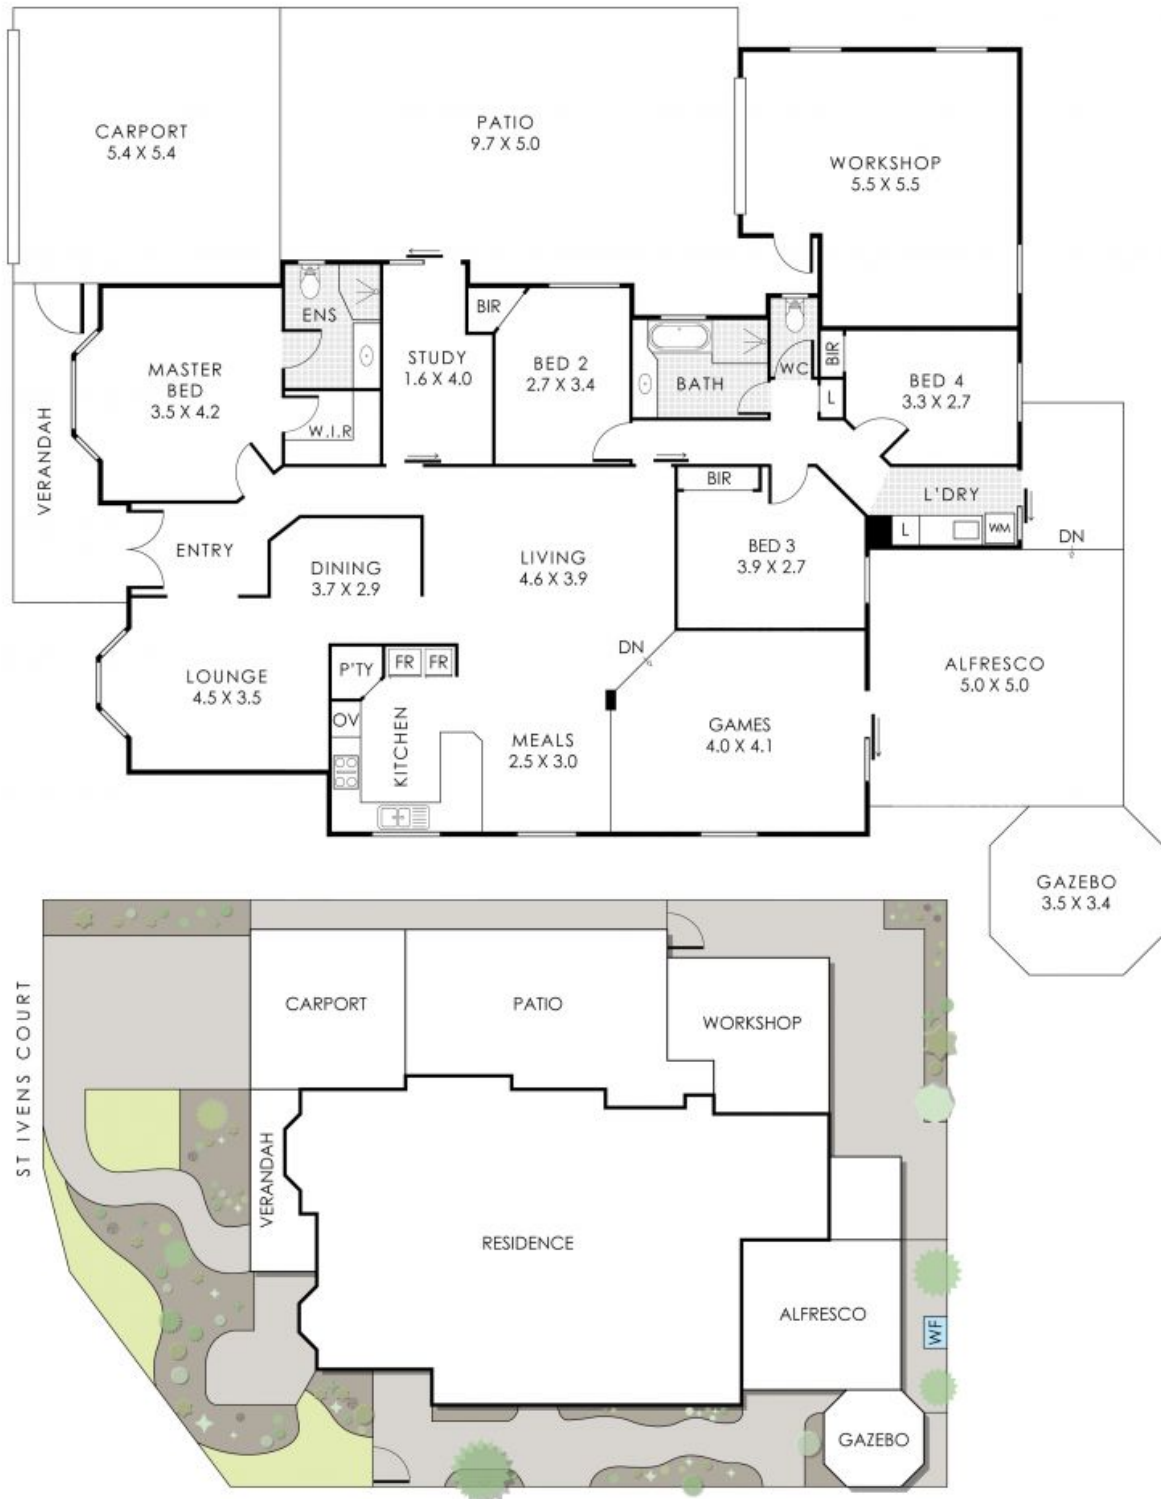 CARPORT
5.4 X 5.4
PATIO
9.7 X 5.0
WORKSHOP
5.5 X 5.5
ENS
BIR
MASTER
BED
3.5 X 4.2
STUDY
1.6 X 4.0
BED 2
2.7 X 3.4
BATH
WC
BIR
BED 4
3.3 X 2.7
L
W.I.R
VERANDAH
BIR
L'DRY
L
WM
DN
ENTRY
DINING
3.7 X 2.9
LIVING
4.6 X 3.9
BED 3
3.9 X 2.7
DN
LOUNGE
4.5 X 3.5
P'TY
FR
FR
OV
KITCHEN
MEALS
2.5 X 3.0
GAMES
4.0 X 4.1
ALFRESCO
5.0 X 5.0
GAZEBO
3.5 X 3.4
ST IVENS COURT
CARPORT
PATIO
WORKSHOP
VERANDAH
RESIDENCE
ALFRESCO
WF
GAZEBO